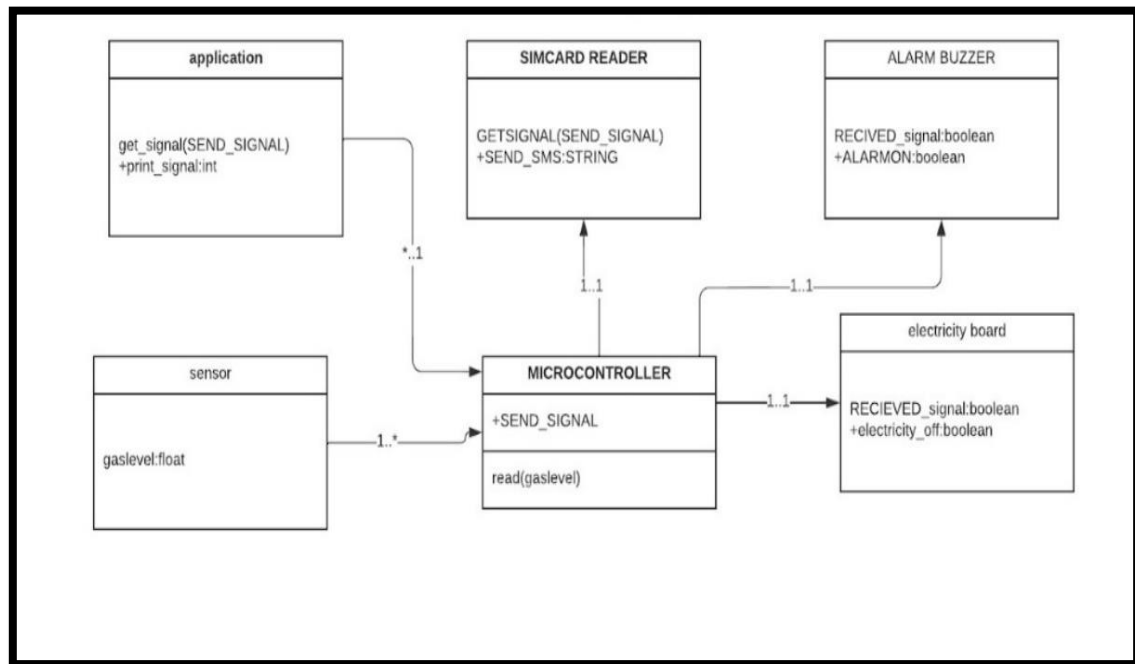 application
get_signal(SEND_SIGNAL)
+print_signal:int
SIMCARD READER
GETSIGNAL(SEND_SIGNAL)
+SEND_SMS:STRING
ALARM BUZZER
RECIVED_signal:boolean
+ALARMON:boolean
*..1
1..1
1..1
sensor
gaslevel:float
1..*
MICROCONTROLLER
+SEND_SIGNAL
read(gaslevel)
1..1
electricity board
RECIEVED_signal:boolean
+electricity_off:boolean